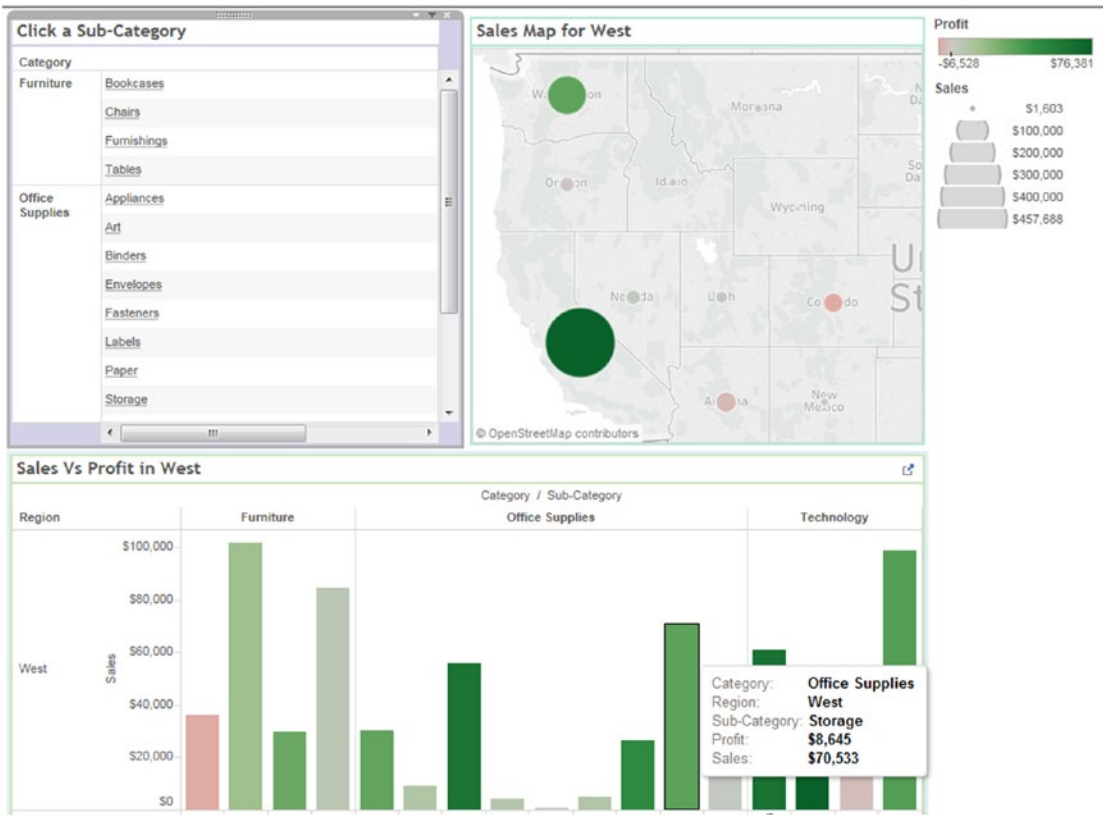 Click a Sub-Category
Category
Furniture
Bookcases
Chairs
Furnishings
Tables
Office Supplies
Appliances
Art
Binders
Envelopes
Fasteners
Labels
Paper
Storage
Sales Map for West
Montana
Oregon
Idaho
Wyoming
Nevada
Utah
Colorado
Arizona
New Mexico
© OpenStreetMap contributors
Profit
-$6,528 $76,381
Sales
$1,603
$100,000
$200,000
$300,000
$400,000
$457,688
Sales Vs Profit in West
Category / Sub-Category
Region Furniture Office Supplies Technology
$100,000
$80,000
$60,000
West
Sales
$40,000
$20,000
$0
Category: Office Supplies
Region: West
Sub-Category: Storage
Profit: $8,645
Sales: $70,533